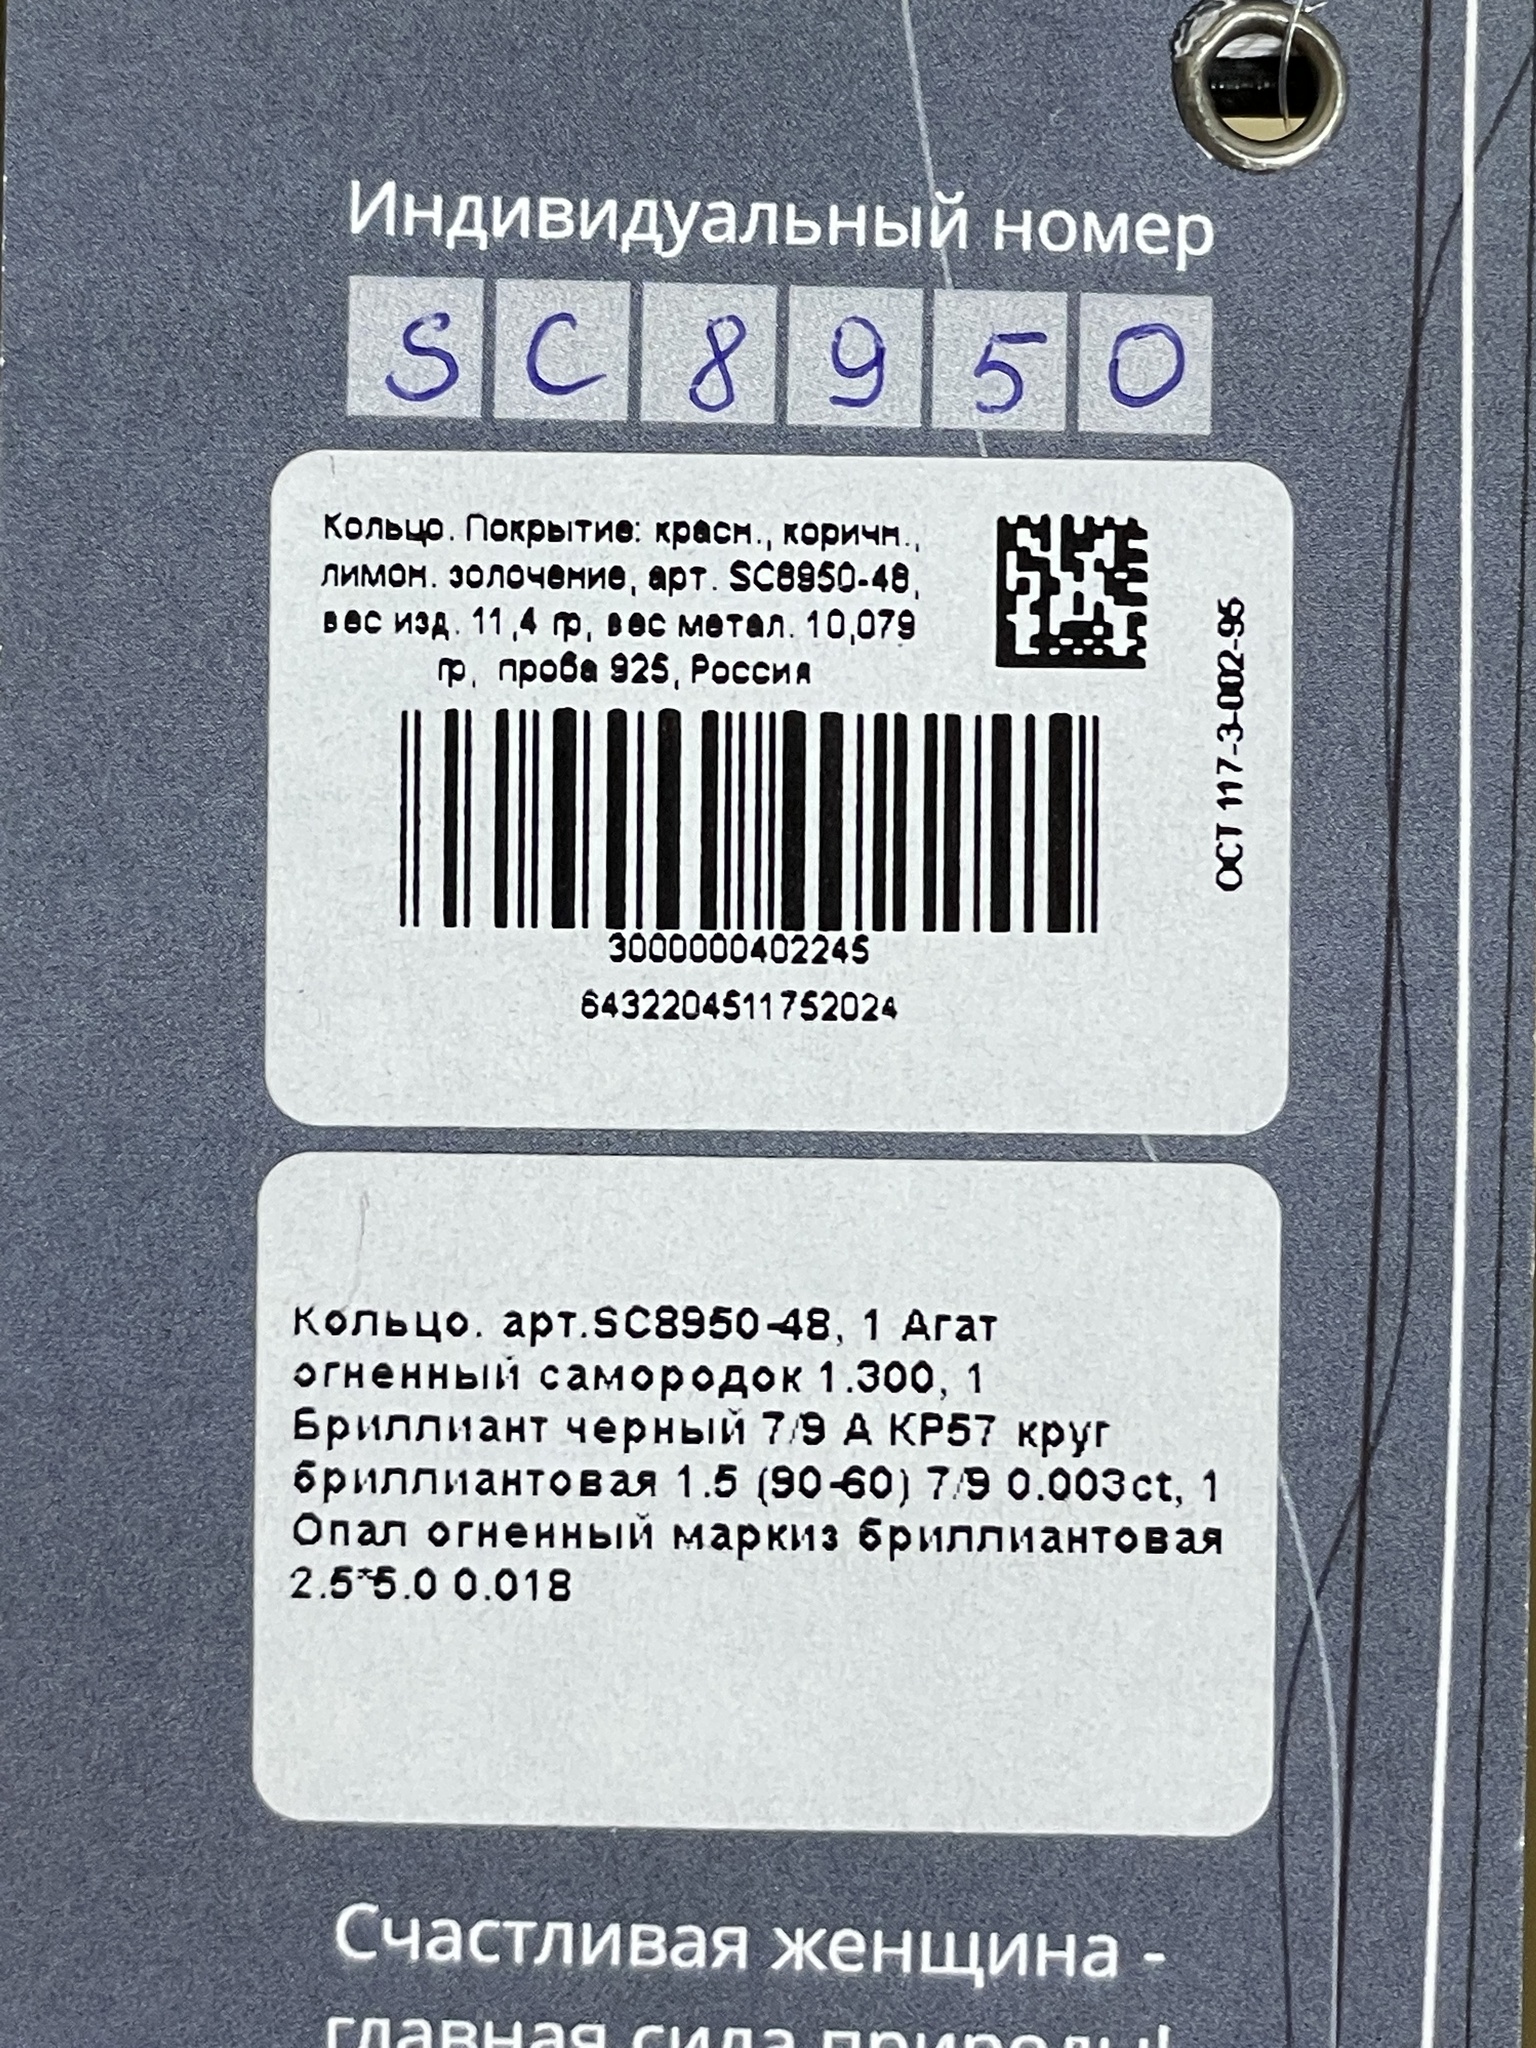 Индивидуальный номер
SC8950
Кольцо. Покрытие: красн., коричн.,
лимон. золочение, арт. SC8950-48,
вес изд. 11,4 гр, вес метал. 10,079
гр, проба 925, Россия
ОСТ 117-3-002-95
3000000402245
6432204511752024
Кольцо. арт.SC8950-48, 1 Агат
огненный самородок 1.300, 1
Бриллиант черный 7/9 А КР57 круг
бриллиантовая 1.5 (90-60) 7/9 0.003ct, 1
Опал огненный маркиз бриллиантовая
2.5*5.0 0.018
Счастливая женщина -
главная сила природы!